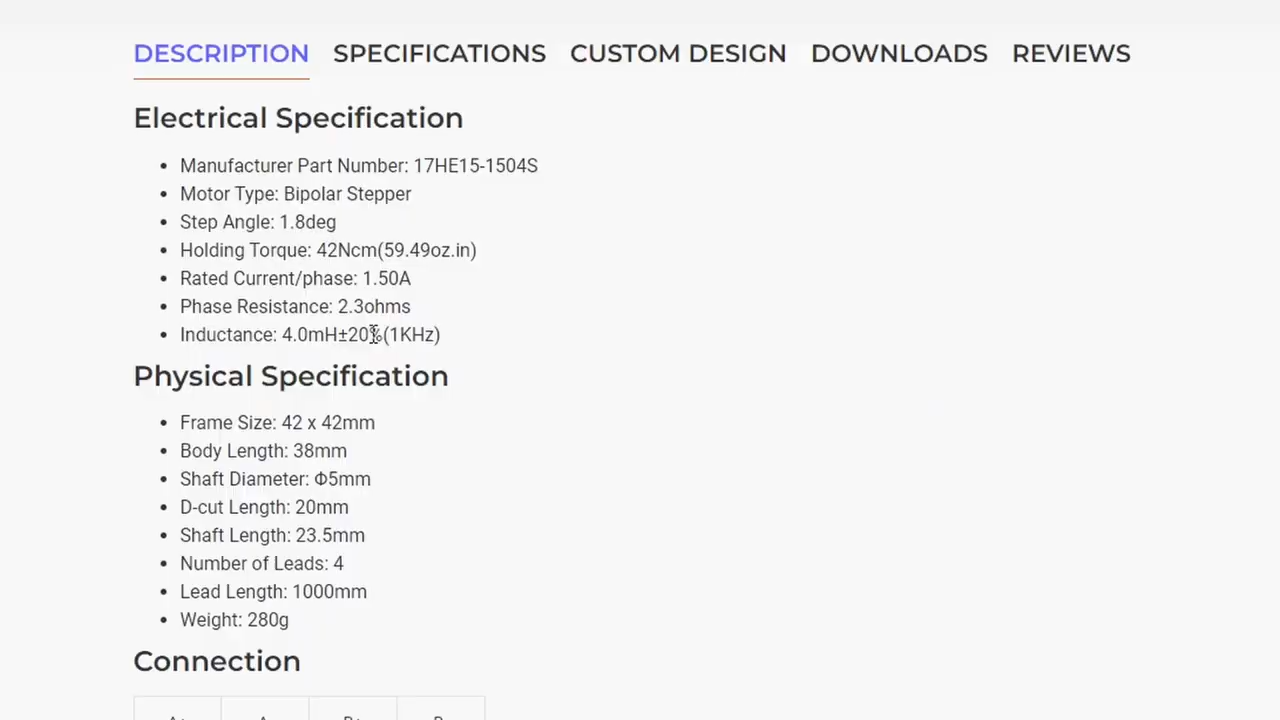 DESCRIPTION SPECIFICATIONS CUSTOM DESIGN DOWNLOADS REVIEWS
Electrical Specification
• Manufacturer Part Number: 17HE15-1504S
• Motor Type: Bipolar Stepper
• Step Angle: 1.8deg
• Holding Torque: 42Ncm(59.49oz.in)
• Rated Current/phase: 1.50A
• Phase Resistance: 2.3ohms
• Inductance: 4.0mH±20%(1KHz)
Physical Specification
• Frame Size: 42 x 42mm
• Body Length: 38mm
• Shaft Diameter: Φ5mm
• D-cut Length: 20mm
• Shaft Length: 23.5mm
• Number of Leads: 4
• Lead Length: 1000mm
• Weight: 280g
Connection